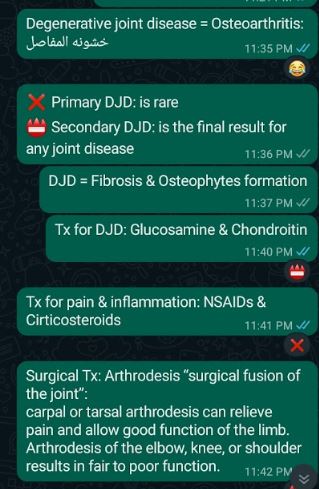 Degenerative joint disease = Osteoarthritis:
خشونه المفاصل
11:35 PM
Primary DJD: is rare
Secondary DJD: is the final result for
any joint disease
11:36 PM
DJD = Fibrosis & Osteophytes formation
11:37 PM
Tx for DJD: Glucosamine & Chondroitin
11:40 PM
Tx for pain & inflammation: NSAIDs &
Cirticosteroids
11:41 PM
Surgical Tx: Arthrodesis “surgical fusion of
the joint”:
carpal or tarsal arthrodesis can relieve
pain and allow good function of the limb.
Arthrodesis of the elbow, knee, or shoulder
results in fair to poor function.
11:42 PM